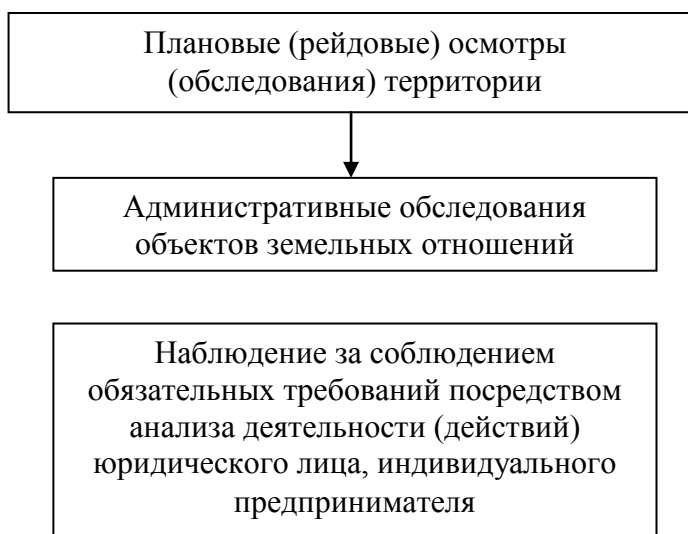 Плановые (рейдовые) осмотры
(обследования) территории
Административные обследования
объектов земельных отношений
Наблюдение за соблюдением
обязательных требований посредством
анализа деятельности (действий)
юридического лица, индивидуального
предпринимателя